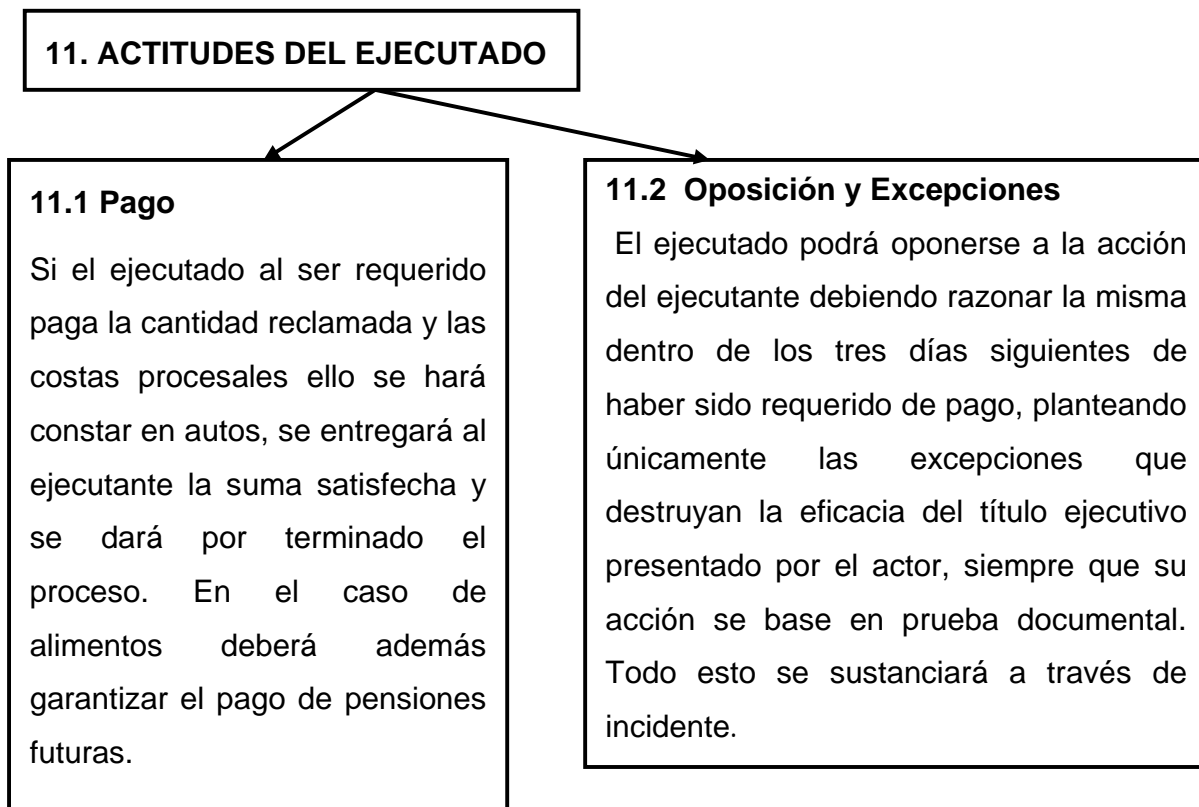 11. ACTITUDES DEL EJECUTADO
11.1 Pago
Si el ejecutado al ser requerido
paga la cantidad reclamada y las
costas procesales ello se hará
constar en autos, se entregará al
ejecutante la suma satisfecha y
se dará por terminado el
proceso. En el caso de
alimentos deberá además
garantizar el pago de pensiones
futuras.
11.2 Oposición y Excepciones
El ejecutado podrá oponerse a la acción
del ejecutante debiendo razonar la misma
dentro de los tres días siguientes de
haber sido requerido de pago, planteando
únicamente las excepciones que
destruyan la eficacia del título ejecutivo
presentado por el actor, siempre que su
acción se base en prueba documental.
Todo esto se sustanciará a través de
incidente.